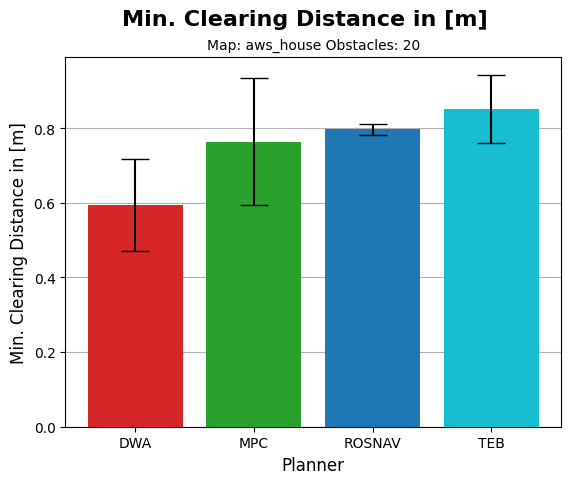 Min. Clearing Distance in [m]
Map: aws_house Obstacles: 20
Min. Clearing Distance in [m]
0.8
0.6
0.4
0.2
0.0
DWA MPC ROSNAV TEB
Planner